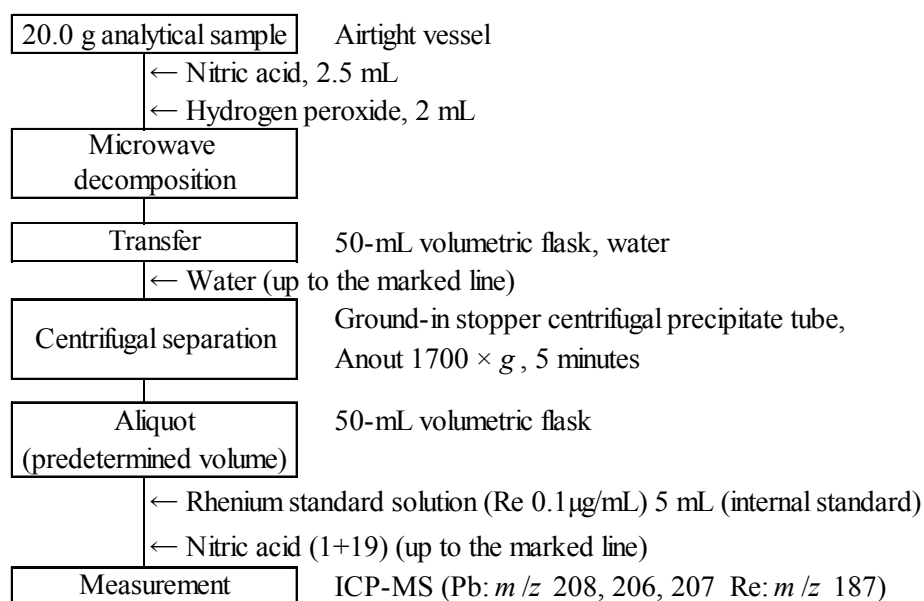 20.0 g analytical sample Airtight vessel
← Nitric acid, 2.5 mL
← Hydrogen peroxide, 2 mL
Microwave
decomposition
Transfer 50-mL volumetric flask, water
← Water (up to the marked line)
Centrifugal separation
Ground-in stopper centrifugal precipitate tube,
Anout 1700 × g , 5 minutes
Aliquot 50-mL volumetric flask
(predetermined volume)
← Rhenium standard solution (Re 0.1μg/mL) 5 mL (internal standard)
← Nitric acid (1+19) (up to the marked line)
Measurement ICP-MS (Pb: m/z 208, 206, 207 Re: m/z 187)